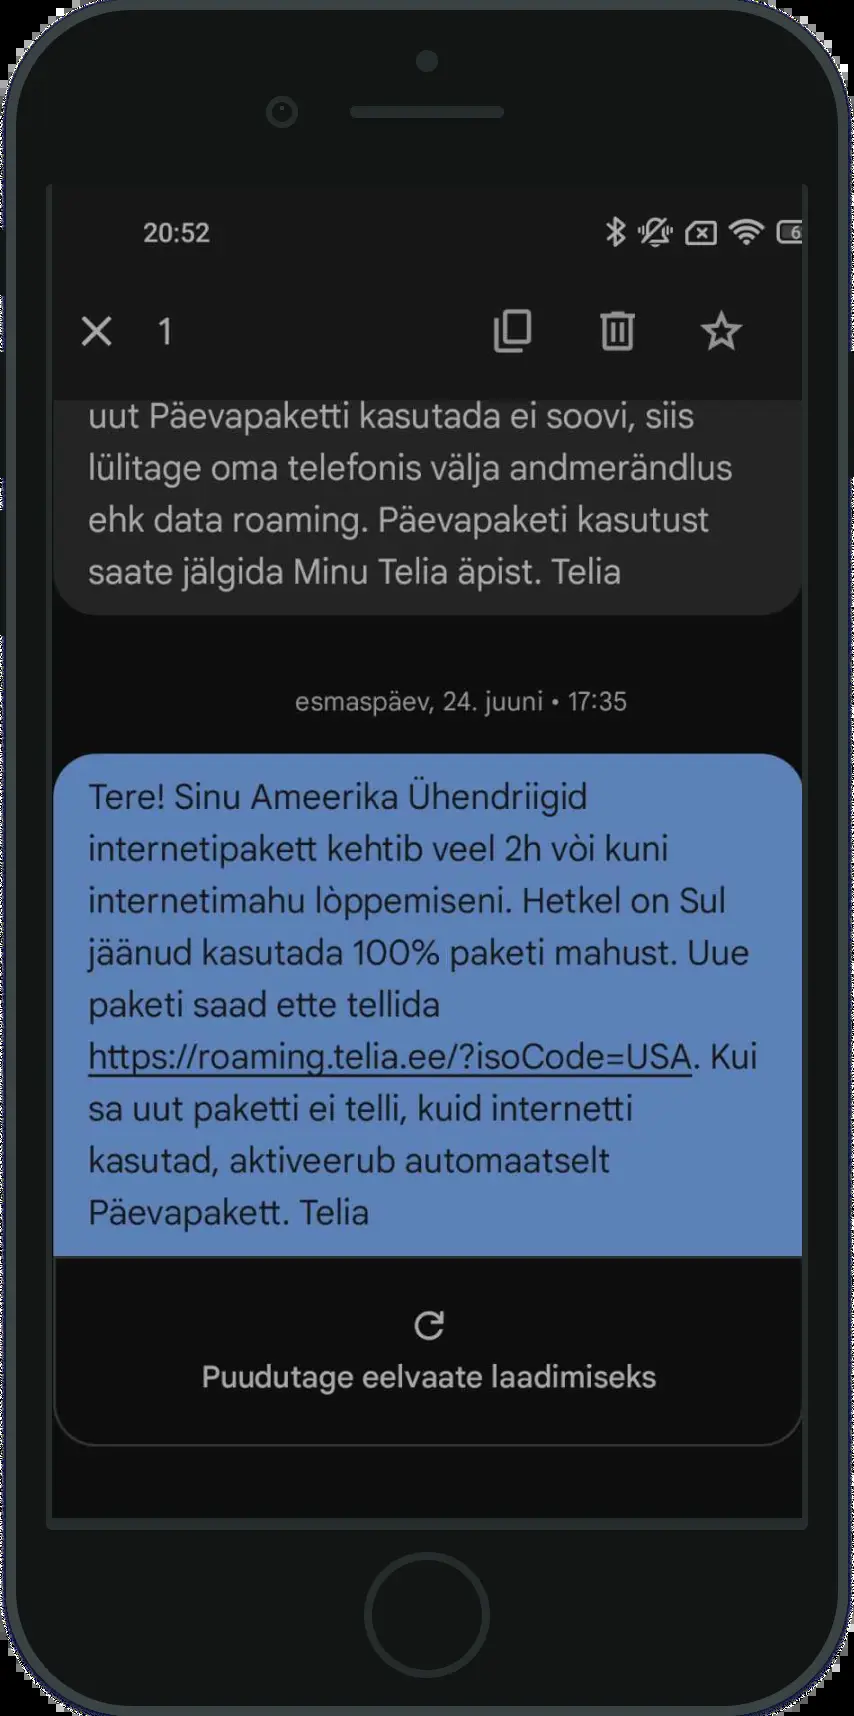 20:52
6
1
uut Päevapaketti kasutada ei soovi, siis
lülitage oma telefonis välja andmerändlus
ehk data roaming. Päevapaketi kasutust
saate jälgida Minu Telia äpist. Telia
esmaspäev, 24. juuni • 17:35
Tere! Sinu Ameerika Ühendriigid
internetipakett kehtib veel 2h vòi kuni
internetimahu lòppemiseni. Hetkel on Sul
jäänud kasutada 100% paketi mahust. Uue
paketi saad ette tellida
https://roaming.telia.ee/?isoCode=USA. Kui
sa uut paketti ei telli, kuid internetti
kasutad, aktiveerub automaatselt
Päevapakett. Telia
Puudutage eelvaate laadimiseks